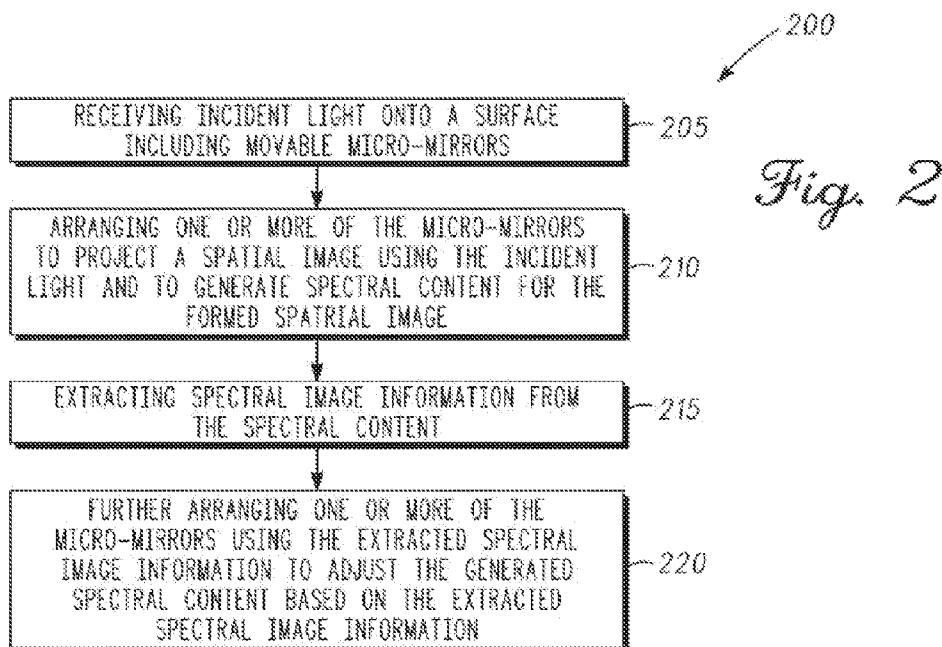 200
RECEIVING INCIDENT LIGHT ONTO A SURFACE
INCLUDING MOVABLE MICRO-MIRRORS
205
Fig. 2
ARRANGING ONE OR MORE OF THE MICRO-MIRRORS
TO PROJECT A SPATIAL IMAGE USING THE INCIDENT
LIGHT AND TO GENERATE SPECTRAL CONTENT FOR THE
FORMED SPATRIAL IMAGE
210
EXTRACTING SPECTRAL IMAGE INFORMATION FROM
THE SPECTRAL CONTENT
215
FURTHER ARRANGING ONE OR MORE OF THE
MICRO-MIRRORS USING THE EXTRACTED SPECTRAL
IMAGE INFORMATION TO ADJUST THE GENERATED
SPECTRAL CONTENT BASED ON THE EXTRACTED
SPECTRAL IMAGE INFORMATION
220